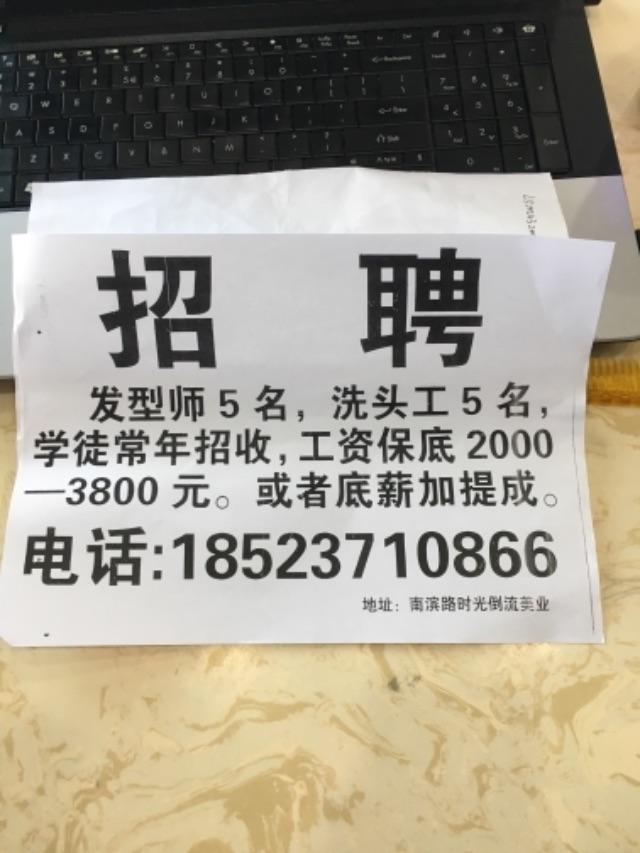 招 聘
发型师5名，洗头工5名，
学徒常年招收，工资保底2000
—3800元。或者底薪加提成。
电话:18523710866
地址：南滨路时光倒流美业